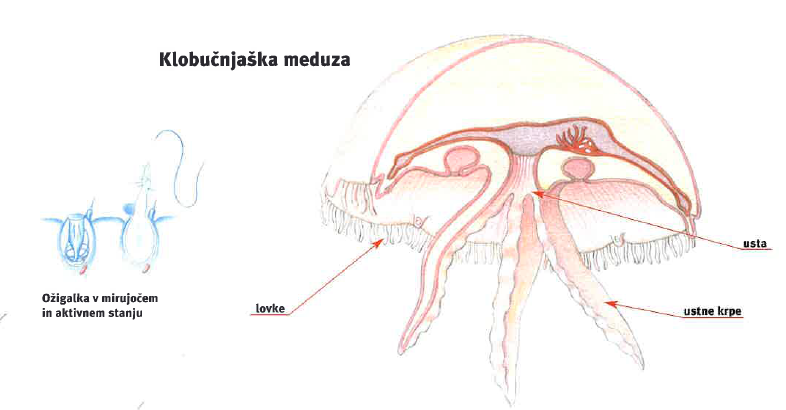 Klobučnjaška meduza
usta
Ožigalka v mirujočem
in aktivnem stanju
lovke
ustne krpe